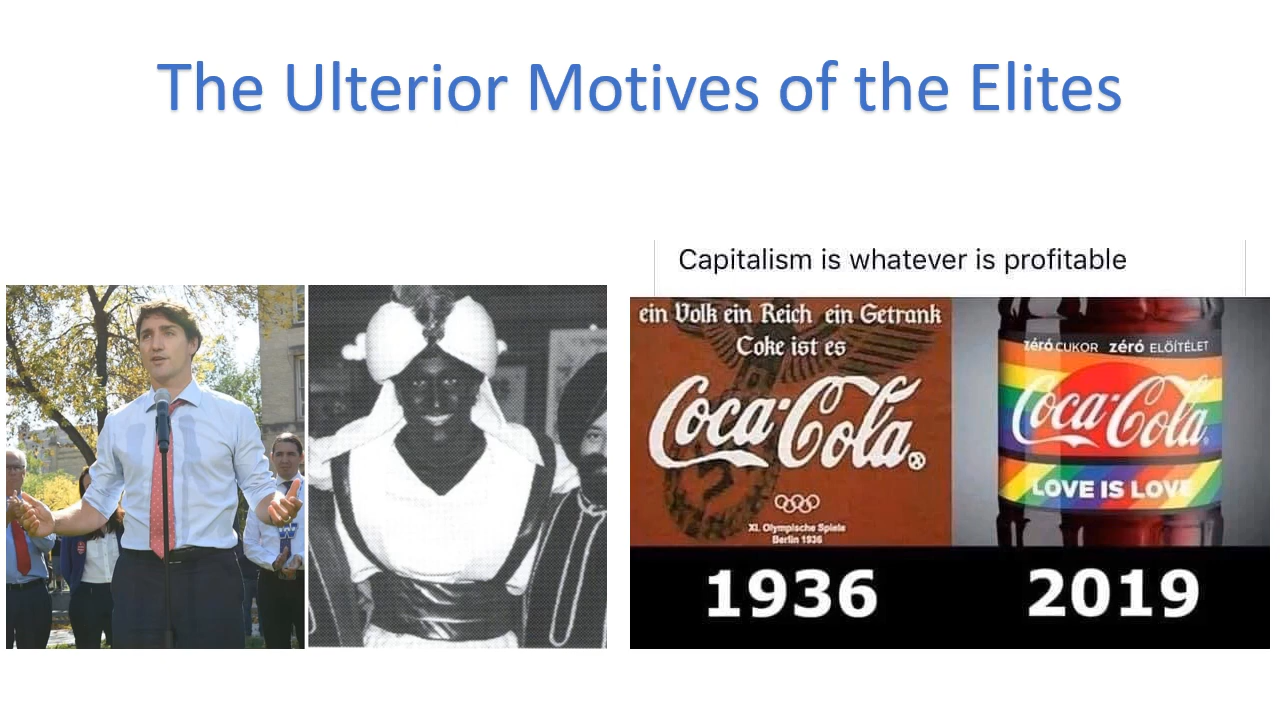 The Ulterior Motives of the Elites
Capitalism is whatever is profitable
ein Volk ein Reich ein Getrank
Coke ist es
Coca-Cola
XI. Olympische Spiele
Berlin 1936
zéró CUKOR zéró ELŐÍTÉLET
Coca-Cola
LOVE IS LOVE
1936
2019